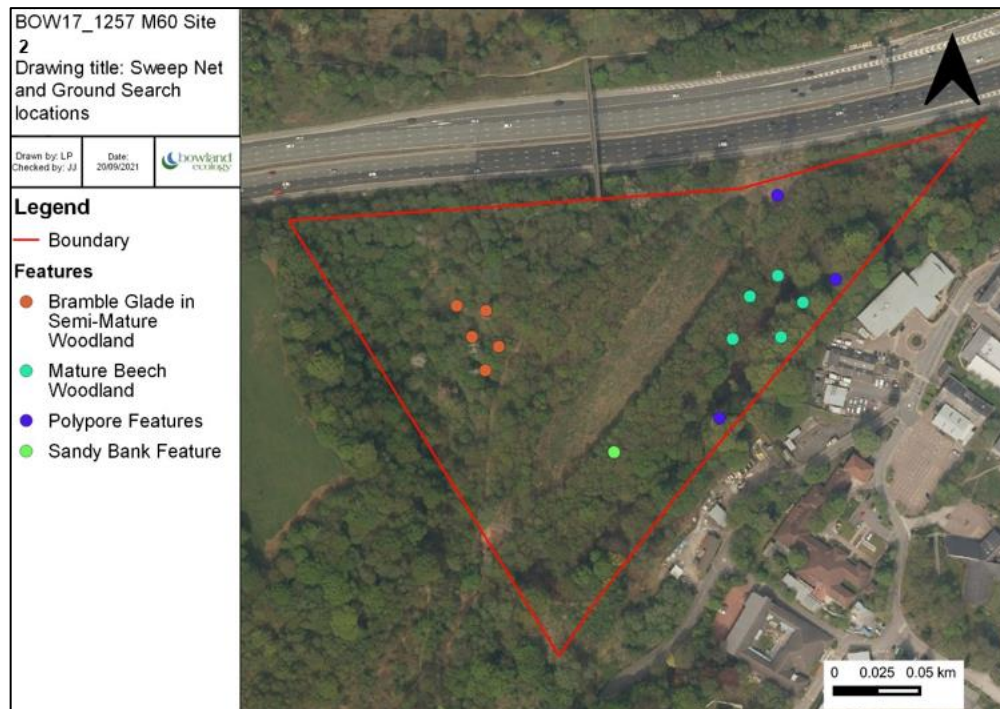 BOW17_1257 M60 Site
2
Drawing title: Sweep Net
and Ground Search
locations
Drawn by: LP
Checked by: JJ
Date:
20/09/2021
bowland
ecology
Legend
Boundary
Features
Bramble Glade in
Semi-Mature
Woodland
Mature Beech
Woodland
Polypore Features
Sandy Bank Feature
0 0.025 0.05 km